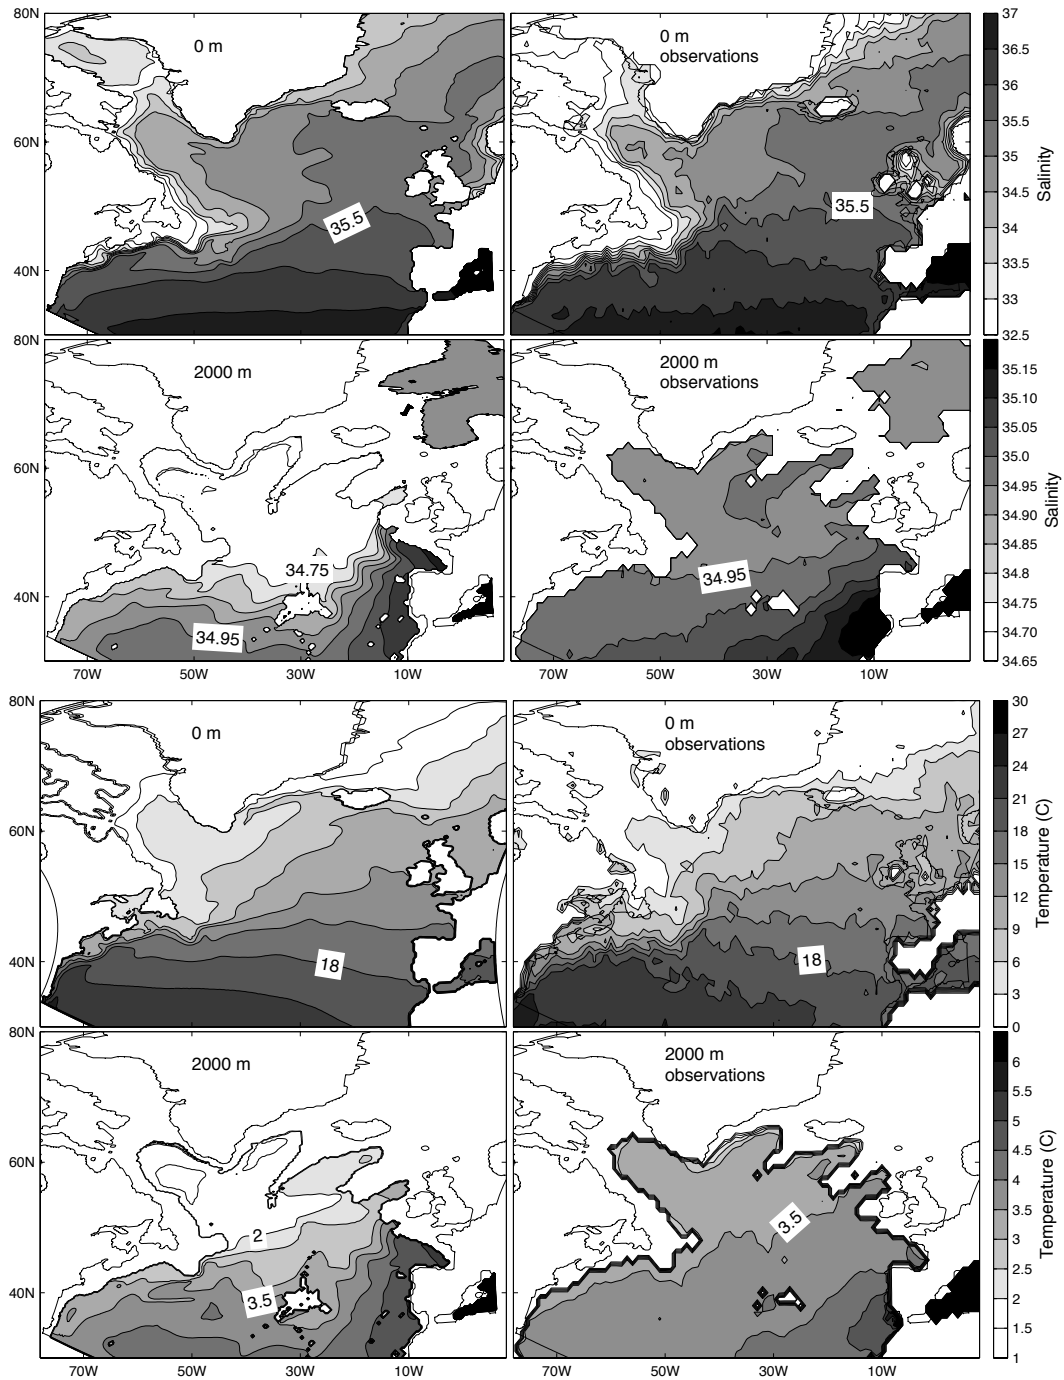 0 m
0 m
observations
80N
60N
40N
35.5
35.5
37
36.5
36
35.5
35
34.5
34
33.5
33
32.5
Salinity
2000 m
2000 m
observations
80N
60N
40N
34.75
34.95
34.95
70W
50W
30W
10W
70W
50W
30W
10W
35.15
35.10
35.05
35.0
34.95
34.90
34.85
34.8
34.75
34.70
34.65
Salinity
0 m
0 m
observations
80N
60N
40N
18
18
30
27
24
21
18
15
12
9
6
3
0
Temperature (C)
2000 m
2000 m
observations
80N
60N
40N
2
3.5
3.5
70W
50W
30W
10W
70W
50W
30W
10W
6
5.5
5
4.5
4
3.5
3
2.5
2
1.5
1
Temperature (C)